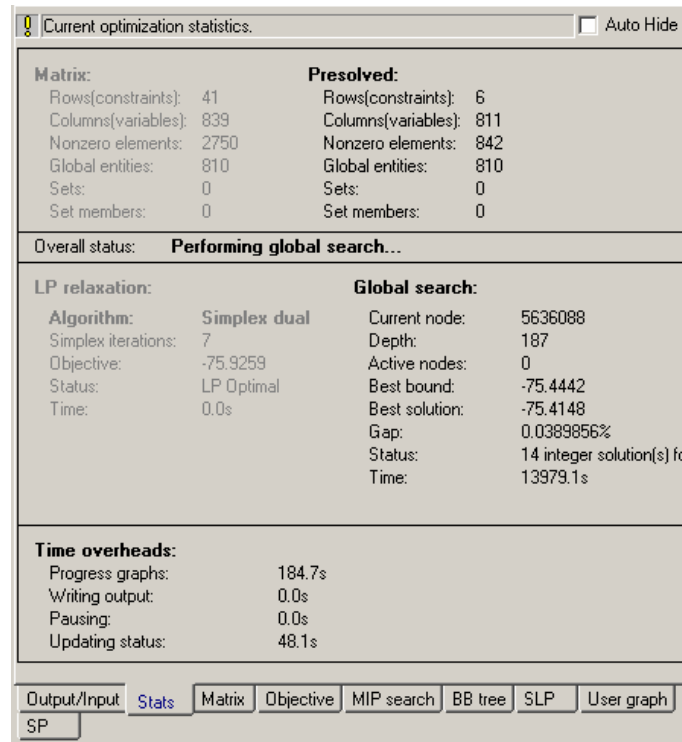 Current optimization statistics.
Auto Hide
Matrix:
Rows(constraints): 41
Columns(variables): 839
Nonzero elements: 2750
Global entities: 810
Sets: 0
Set members: 0
Presolved:
Rows(constraints): 6
Columns(variables): 811
Nonzero elements: 842
Global entities: 810
Sets: 0
Set members: 0
Overall status: Performing global search...
LP relaxation:
Algorithm: Simplex dual
Simplex iterations: 7
Objective: -75.9259
Status: LP Optimal
Time: 0.0s
Global search:
Current node: 5636088
Depth: 187
Active nodes: 0
Best bound: -75.4442
Best solution: -75.4148
Gap: 0.0389856%
Status: 14 integer solution(s) fo
Time: 13979.1s
Time overheads:
Progress graphs: 184.7s
Writing output: 0.0s
Pausing: 0.0s
Updating status: 48.1s
Output/Input Stats Matrix Objective MIP search BB tree SLP User graph
SP